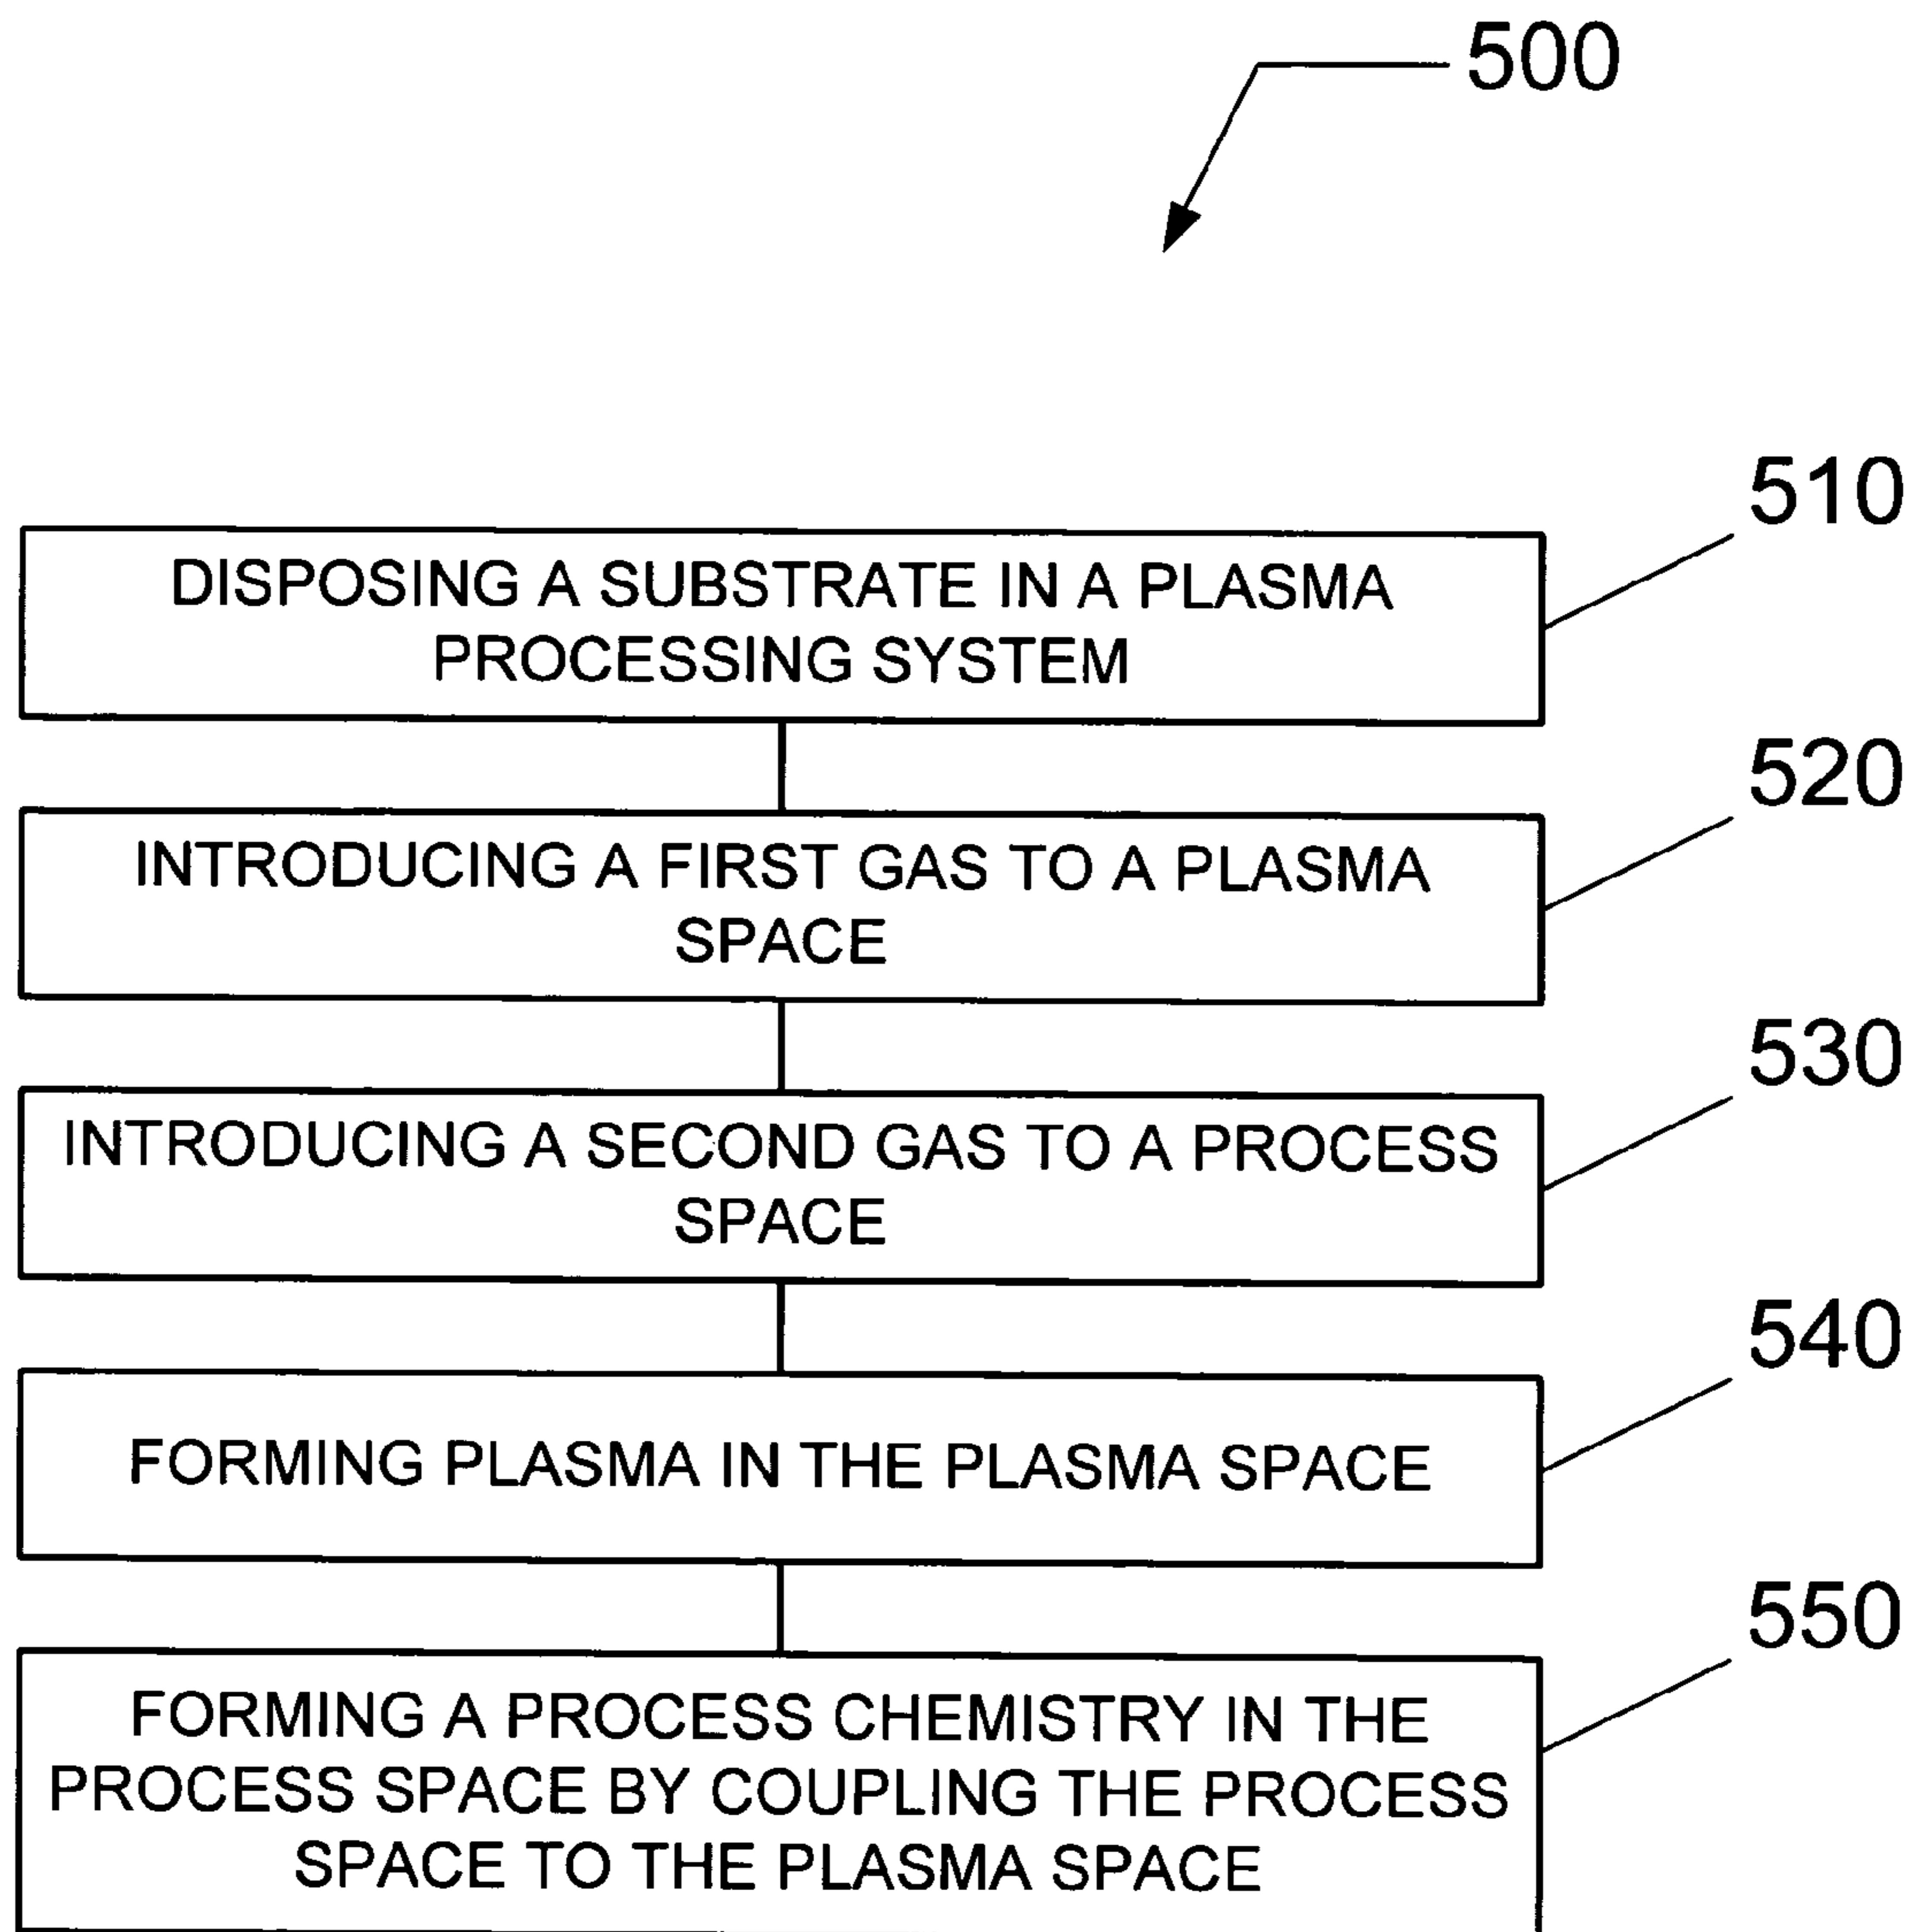 500
510
DISPOSING A SUBSTRATE IN A PLASMA
PROCESSING SYSTEM
520
INTRODUCING A FIRST GAS TO A PLASMA
SPACE
530
INTRODUCING A SECOND GAS TO A PROCESS
SPACE
540
FORMING PLASMA IN THE PLASMA SPACE
550
FORMING A PROCESS CHEMISTRY IN THE
PROCESS SPACE BY COUPLING THE PROCESS
SPACE TO THE PLASMA SPACE